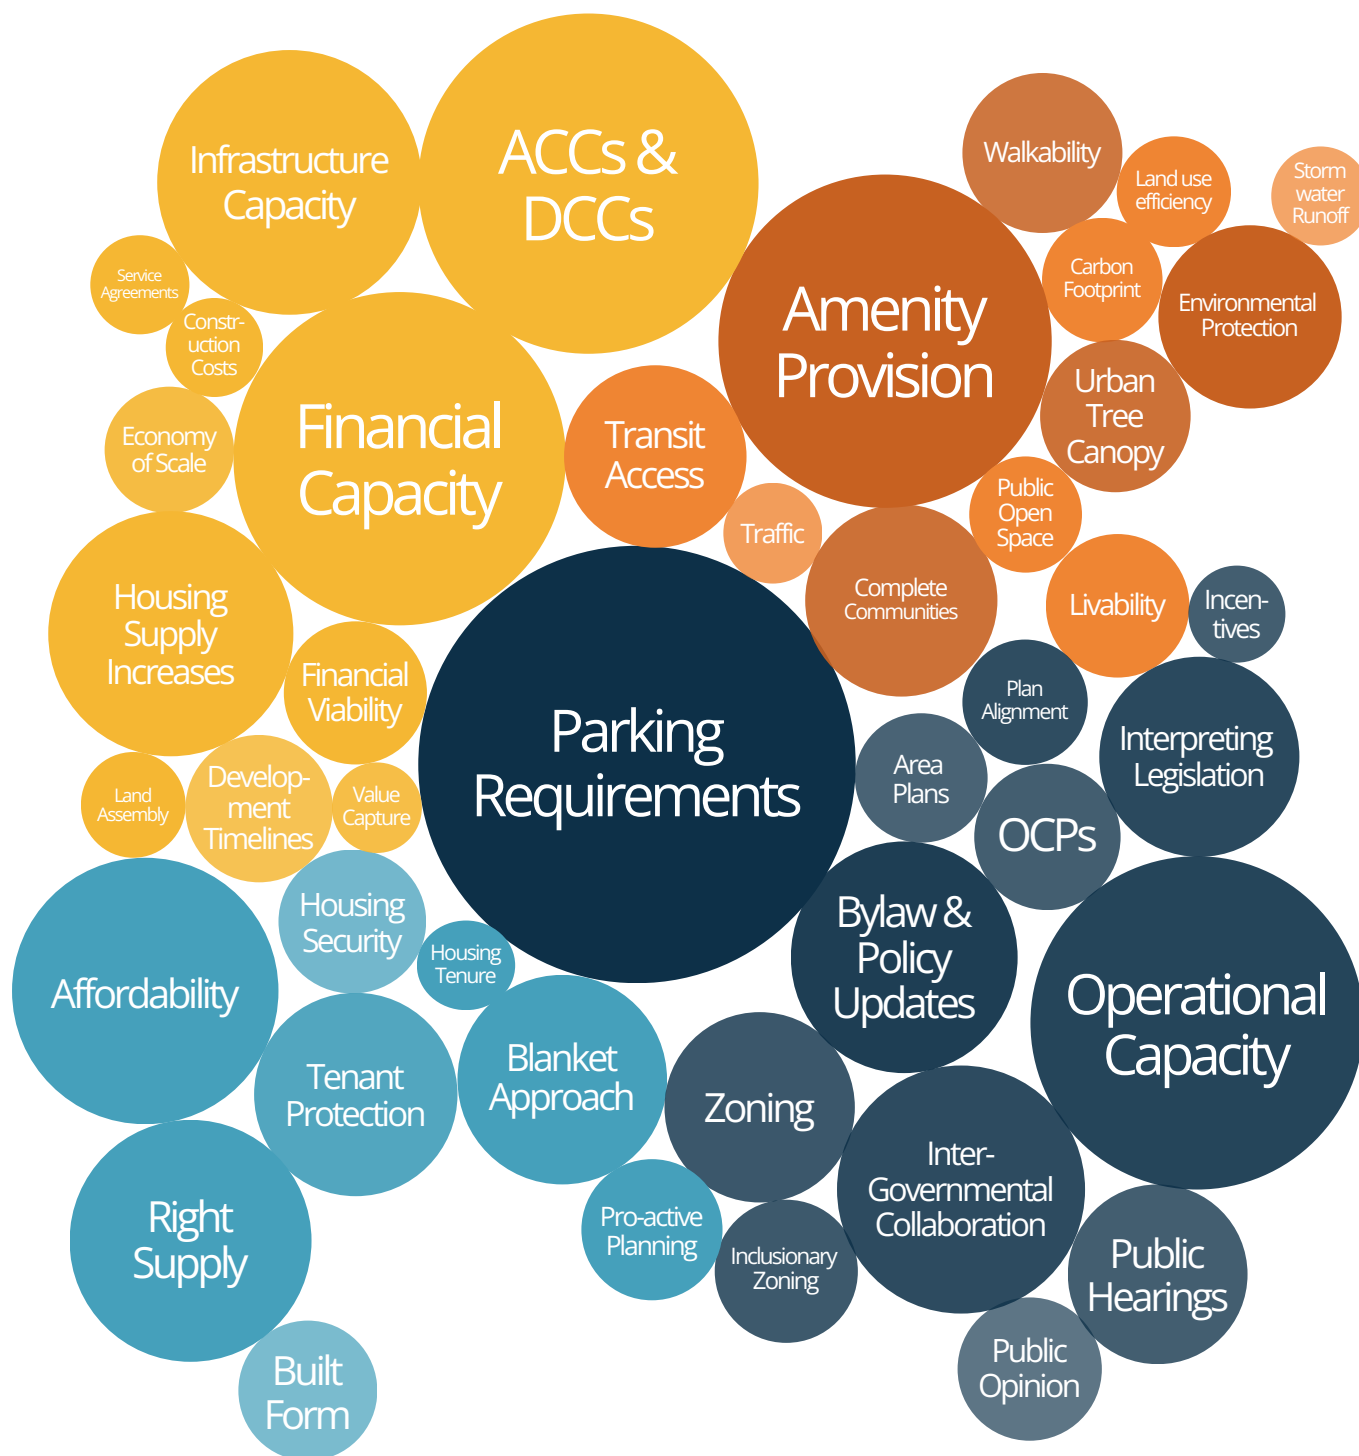 Infrastructure
Capacity
ACCs &
DCCs
Walkability
Land use
efficiency
Storm
water
Runoff
Service
Agreements
Constr-
uction
Costs
Amenity
Provision
Carbon
Footprint
Environmental
Protection
Economy
of Scale
Financial
Capacity
Transit
Access
Urban
Tree
Canopy
Traffic
Public
Open
Space
Housing
Supply
Increases
Complete
Communities
Livability
Incen-
tives
Financial
Viability
Parking
Requirements
Plan
Alignment
Interpreting
Legislation
Land
Assembly
Develop-
ment
Timelines
Value
Capture
Area
Plans
OCPs
Affordability
Housing
Security
Housing
Tenure
Bylaw &
Policy
Updates
Operational
Capacity
Tenant
Protection
Blanket
Approach
Zoning
Inter-
Governmental
Collaboration
Right
Supply
Pro-active
Planning
Inclusionary
Zoning
Public
Hearings
Built
Form
Public
Opinion